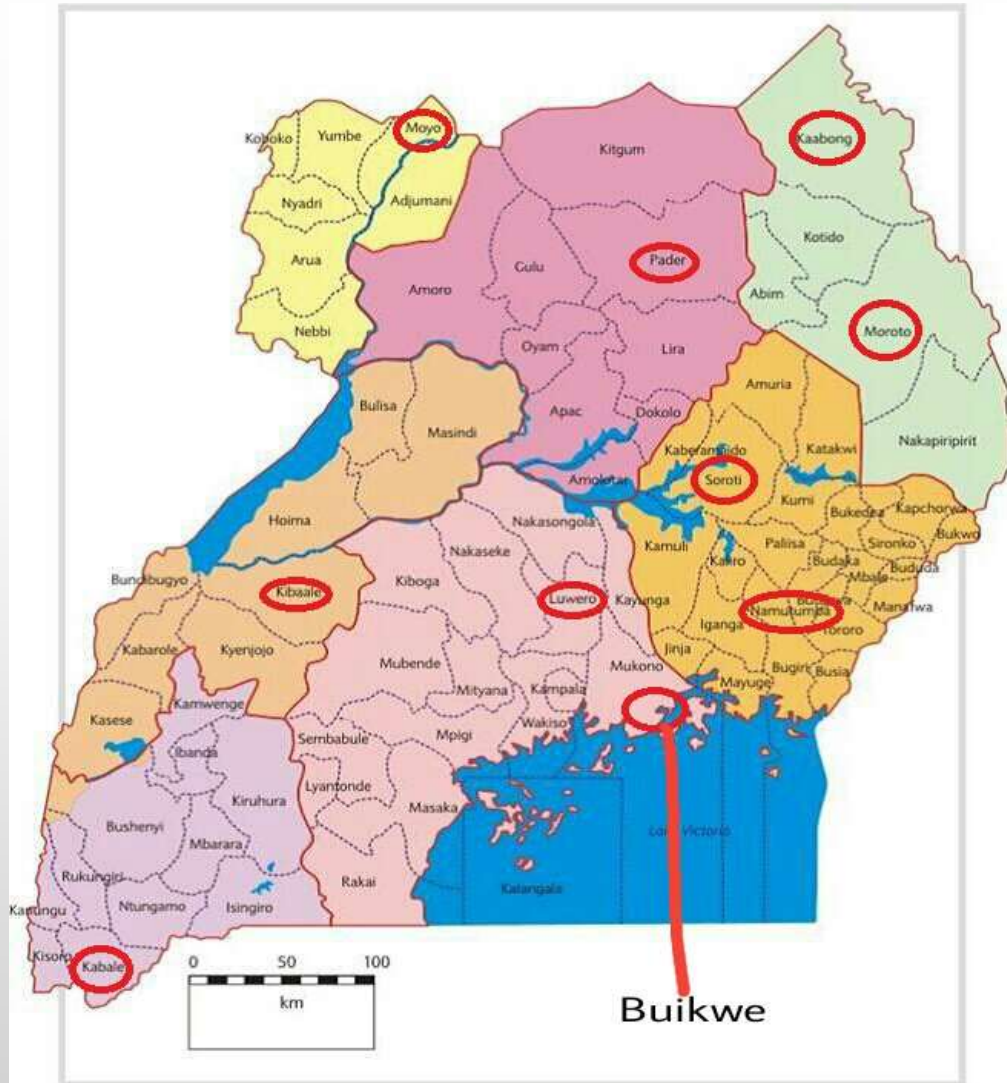 Moyo
Koboko
Yumbe
Kaabong
Kitgum
Nyadri
Adjumani
Kotido
Arua
Pader
Gulu
Amoro
Abim
Nebbi
Moroto
Oyam
Lira
Amuria
Bulisa
Apac
Dokolo
Masindi
Nakapiripirit
Kaberamaido
Katakwi
Amolotar
Soroti
Kumi
Hoima
Nakasongola
Bukedea
Kapchorwa
Bukwo
Kamuli
Pallisa
Sironko
Nakaseke
Kaliro
Budaka
Bududa
Bundibugyo
Kiboga
Mbale
Kibaale
Luwero
Kayunga
Namutumba
Manafwa
Iganga
Tororo
Kabarole
Kyenjojo
Jinja
Mubende
Mukono
Bugiri
Busia
Mityana
Kampala
Mayuge
Kasese
Kamwenge
Wakiso
Sembabule
Mpigi
Ibanda
Lyantonde
Kiruhura
Masaka
Bushenyi
Mbarara
Rukungiri
Rakai
Kalangala
Kanungu
Ntungamo
Isingiro
Kisoro
Kabale
0 50 100
km
Buikwe